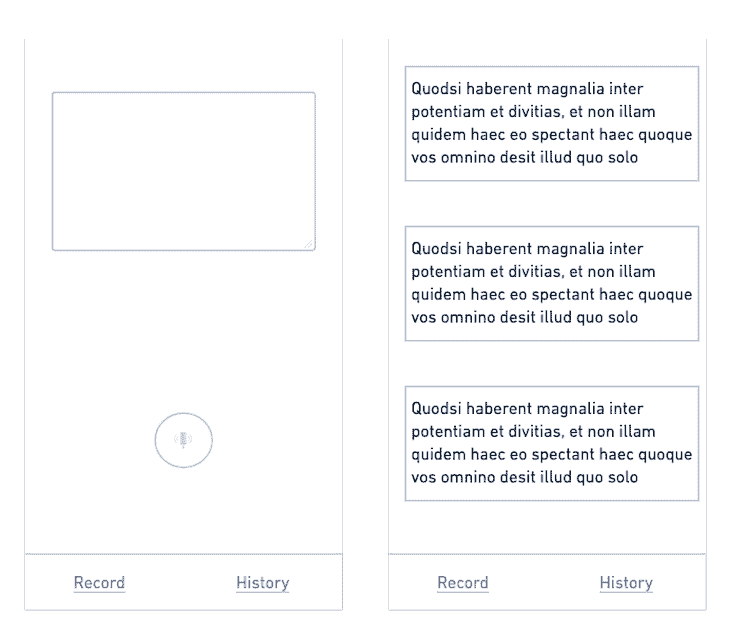 Record
History
Quodsi haberent magnalia inter
potentiam et divitias, et non illam
quidem haec eo spectant haec quoque
vos omnino desit illud quo solo
Quodsi haberent magnalia inter
potentiam et divitias, et non illam
quidem haec eo spectant haec quoque
vos omnino desit illud quo solo
Quodsi haberent magnalia inter
potentiam et divitias, et non illam
quidem haec eo spectant haec quoque
vos omnino desit illud quo solo
Record
History